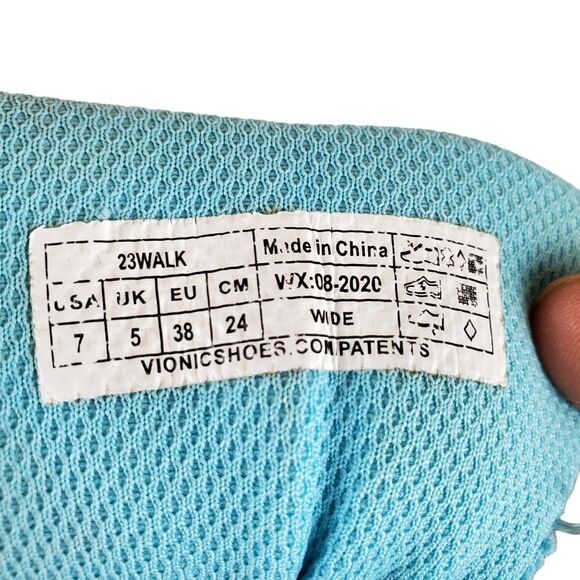 23WALK Made in China
USA UK EU CM WX:08-2020
7 5 38 24 WIDE
VIONICSHOES.COM/PATENTS